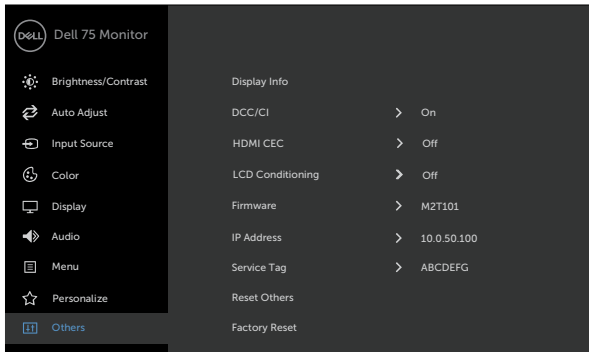 DELL Dell 75 Monitor
Brightness/Contrast Display Info
Auto Adjust DCC/CI On
Input Source HDMI CEC Off
Color LCD Conditioning Off
Display Firmware M2T101
Audio IP Address 10.0.50.100
Menu Service Tag ABCDEFG
Personalize Reset Others
Others Factory Reset